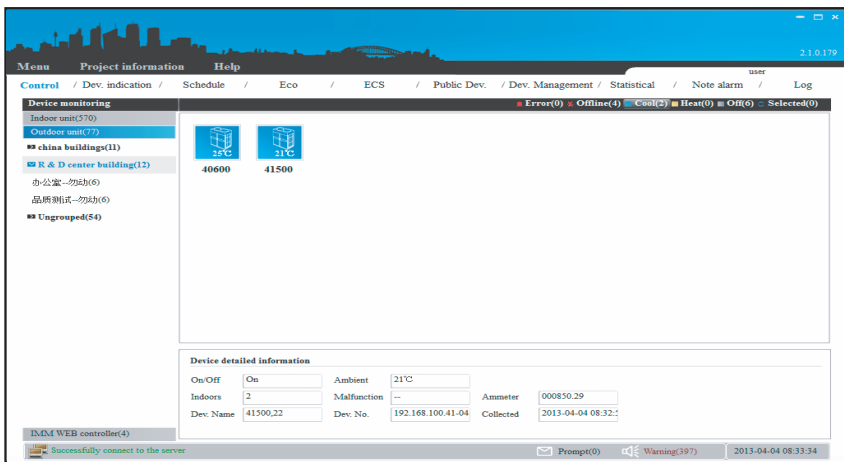 2.1.0.179
Menu Project information Help
user
Control / Dev. indication / Schedule / Eco / ECS / Public Dev. / Dev. Management / Statistical / Note alarm / Log
Device monitoring
Error(0) Offline(4) Cool(2) Heat(0) Off(6) Selected(0)
Indoor unit(570)
Outdoor unit(77)
china buildings(11)
R & D center building(12)
办公室--勿动(6)
品质测试--勿动(6)
Ungrouped(54)
25℃ 21℃
40600 41500
Device detailed information
On/Off On Ambient 21℃
Indoors 2 Malfunction -- Ammeter 000850.29
Dev. Name 41500,22 Dev. No. 192.168.100.41-04 Collected 2013-04-04 08:32:
IMM WEB controller(4)
Successfully connect to the server Prompt(0) Warning(397) 2013-04-04 08:33:34